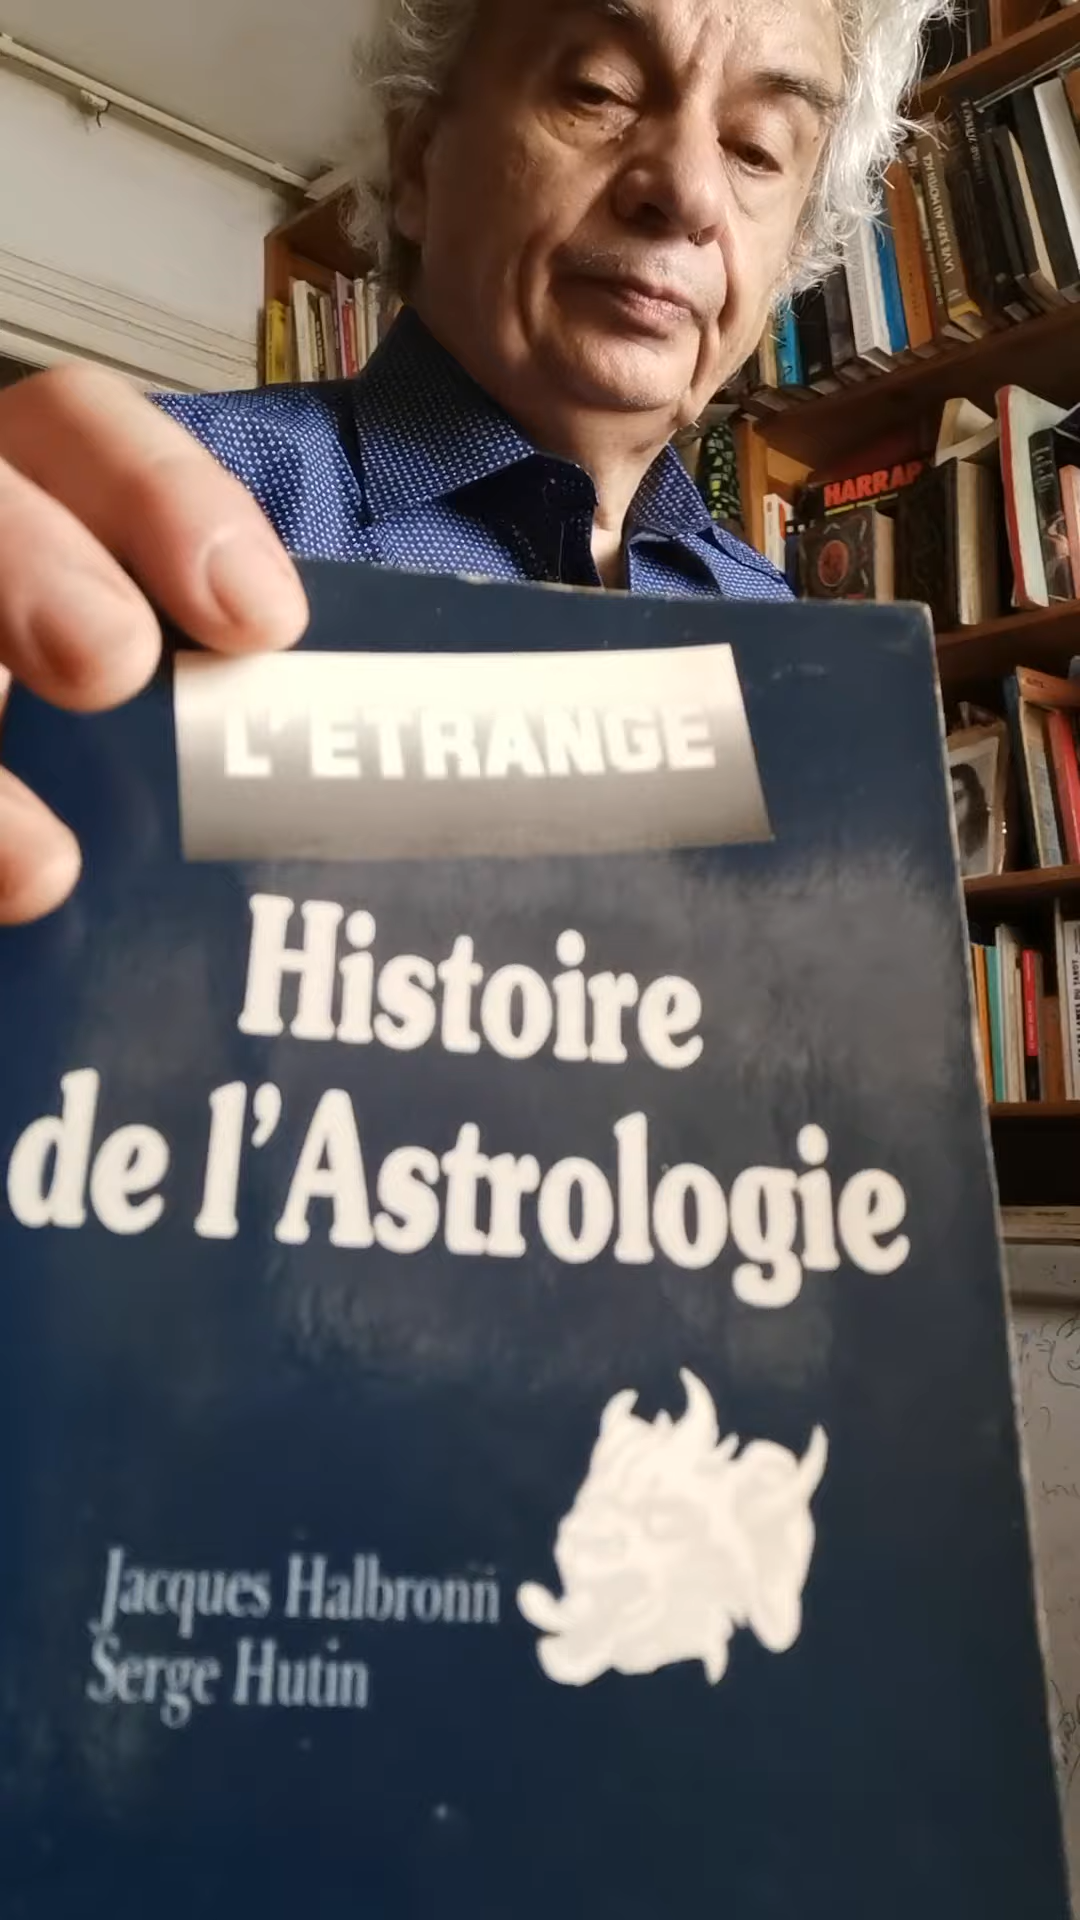 HARRAP
L'ETRANGE
Histoire
de l'Astrologie
Jacques Halbronn
Serge Hutin